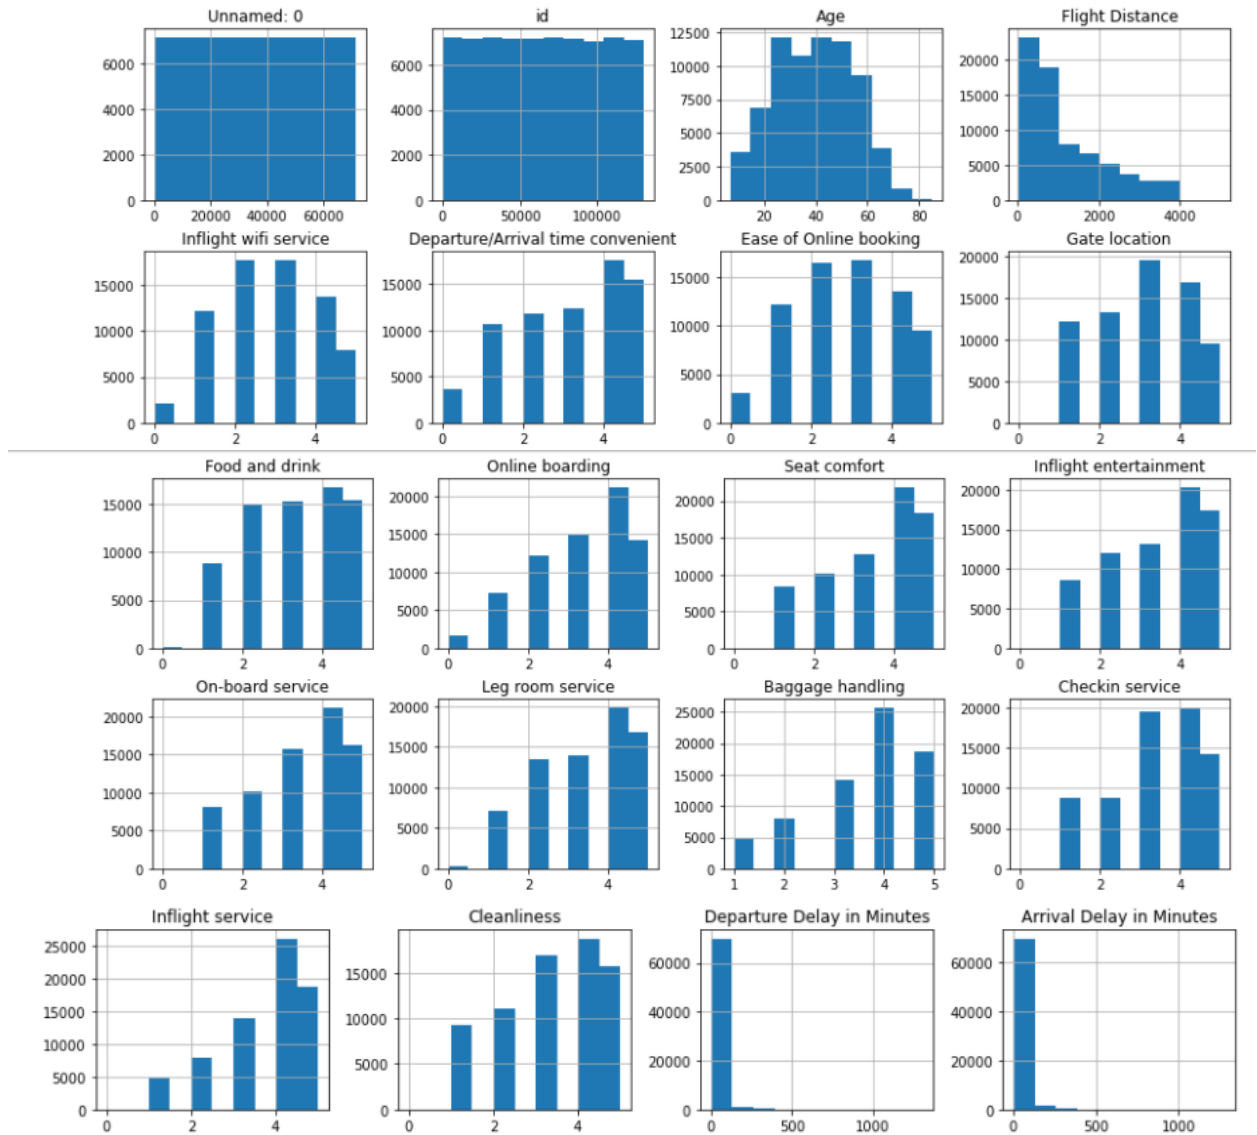 Unnamed: 0
6000
4000
2000
0
0 20000 40000 60000
id
6000
4000
2000
0
0 50000 100000
Age
12500
10000
7500
5000
2500
0
20 40 60 80
Flight Distance
20000
15000
10000
5000
0
0 2000 4000
Inflight wifi service
15000
10000
5000
0
0 2 4
Departure/Arrival time convenient
15000
10000
5000
0
0 2 4
Ease of Online booking
15000
10000
5000
0
0 2 4
Gate location
20000
15000
10000
5000
0
0 2 4
Food and drink
15000
10000
5000
0
0 2 4
Online boarding
20000
15000
10000
5000
0
0 2 4
Seat comfort
20000
15000
10000
5000
0
0 2 4
Inflight entertainment
20000
15000
10000
5000
0
0 2 4
On-board service
20000
15000
10000
5000
0
0 2 4
Leg room service
20000
15000
10000
5000
0
0 2 4
Baggage handling
25000
20000
15000
10000
5000
0
1 2 3 4 5
Checkin service
20000
15000
10000
5000
0
0 2 4
Inflight service
25000
20000
15000
10000
5000
0
0 2 4
Cleanliness
15000
10000
5000
0
0 2 4
Departure Delay in Minutes
60000
40000
20000
0
0 500 1000
Arrival Delay in Minutes
60000
40000
20000
0
0 500 1000